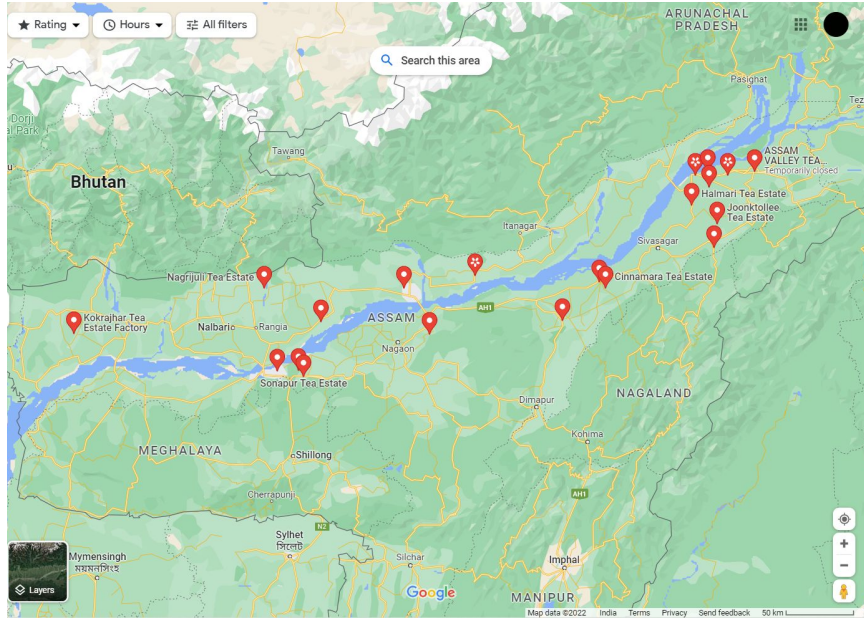 Rating
Hours
All filters
Search this area
ARUNACHAL
PRADESH
Pasighat
Dorji
al Park
Tawang
Bhutan
ASSAM
VALLEY TEA...
Temporarily closed
Halmari Tea Estate
Joonktollee
Tea Estate
Itanagar
Sivasagar
Nagrijuli Tea Estate
Cinnamara Tea Estate
Kokrajhar Tea
Estate Factory
Nalbari
Rangia
ASSAM
AH1
Nagaon
Sonapur Tea Estate
NAGALAND
Dimapur
MEGHALAYA
Shillong
Kohima
Cherrapunji
AH1
N2
Sylhet
সিলেট
Mymensingh
ময়মনসিংহ
Silchar
Imphal
Layers
Google
MANIPUR
Map data ©2022 India Terms Privacy Send feedback 50 km